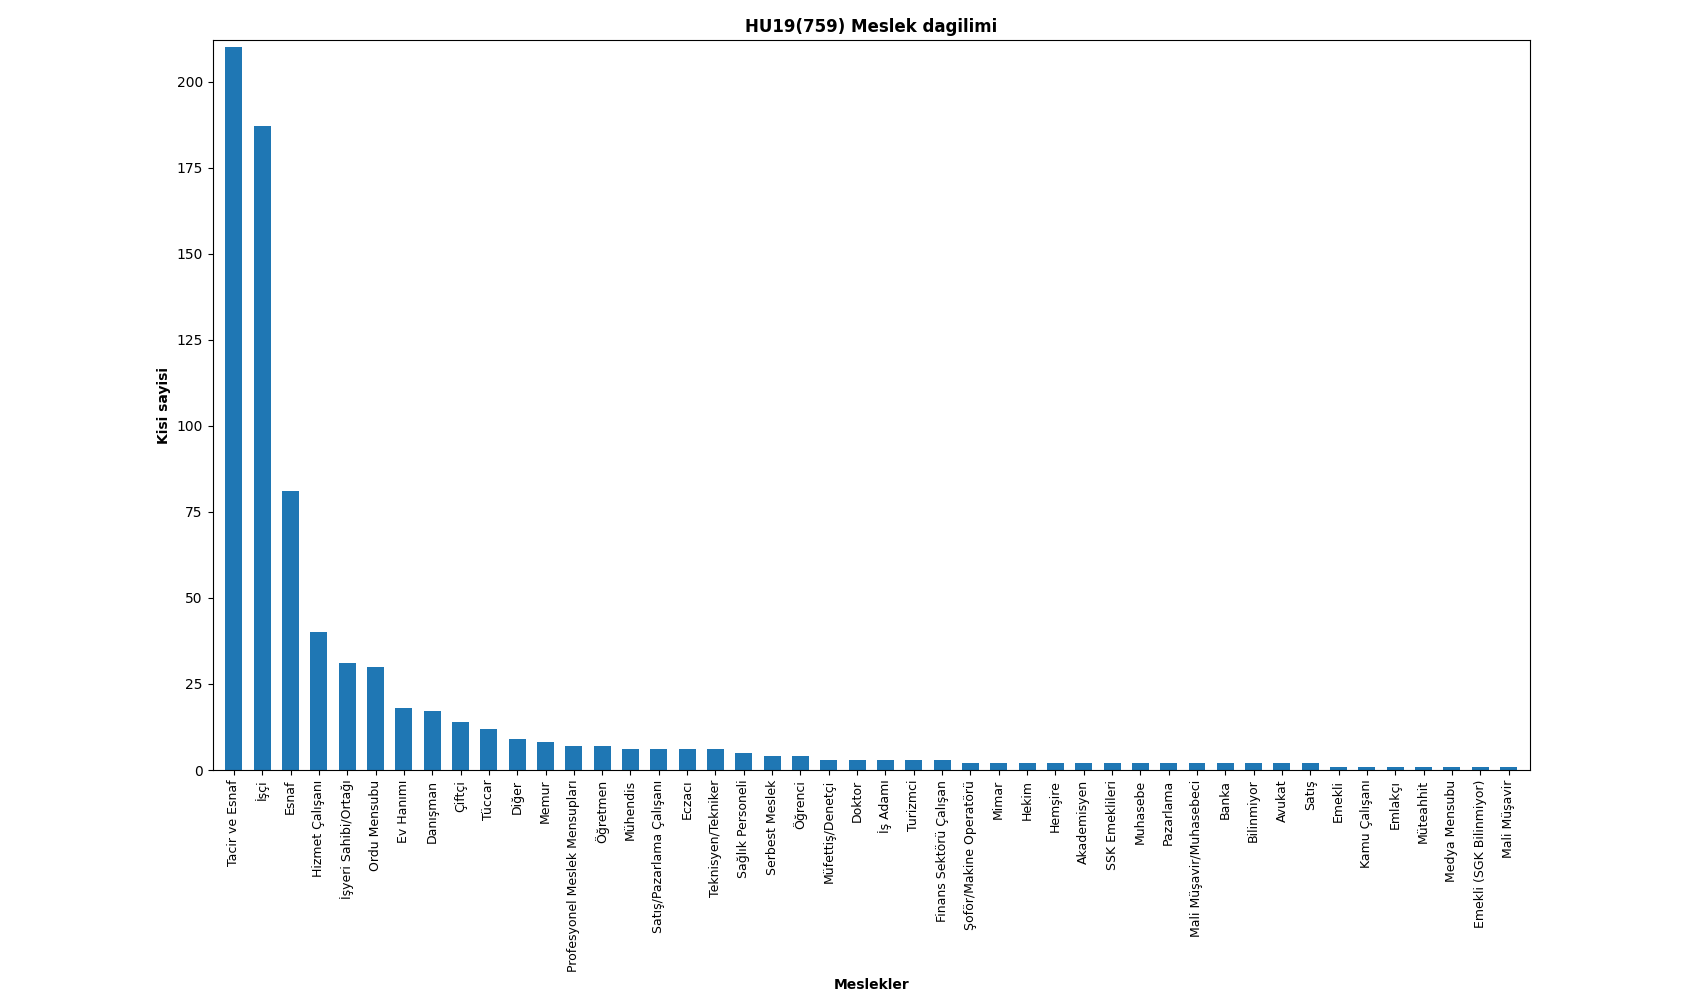 HU19(759) Meslek dagilimi
Kisi sayisi
200
175
150
125
100
75
50
25
0
Tacir ve Esnaf
İşçi
Esnaf
Hizmet Çalışanı
İşyeri Sahibi/Ortağı
Ordu Mensubu
Ev Hanımı
Danışman
Çiftçi
Tüccar
Diğer
Memur
Profesyonel Meslek Mensupları
Öğretmen
Mühendis
Satış/Pazarlama Çalışanı
Eczacı
Teknisyen/Tekniker
Sağlık Personeli
Serbest Meslek
Öğrenci
Müfettiş/Denetçi
Doktor
İş Adamı
Turizmci
Finans Sektörü Çalışan
Şoför/Makine Operatörü
Mimar
Hekim
Hemşire
Akademisyen
SSK Emeklileri
Muhasebe
Pazarlama
Mali Müşavir/Muhasebeci
Banka
Bilinmiyor
Avukat
Satış
Emekli
Kamu Çalışanı
Emlakçı
Müteahhit
Medya Mensubu
Emekli (SGK Bilinmiyor)
Mali Müşavir
Meslekler